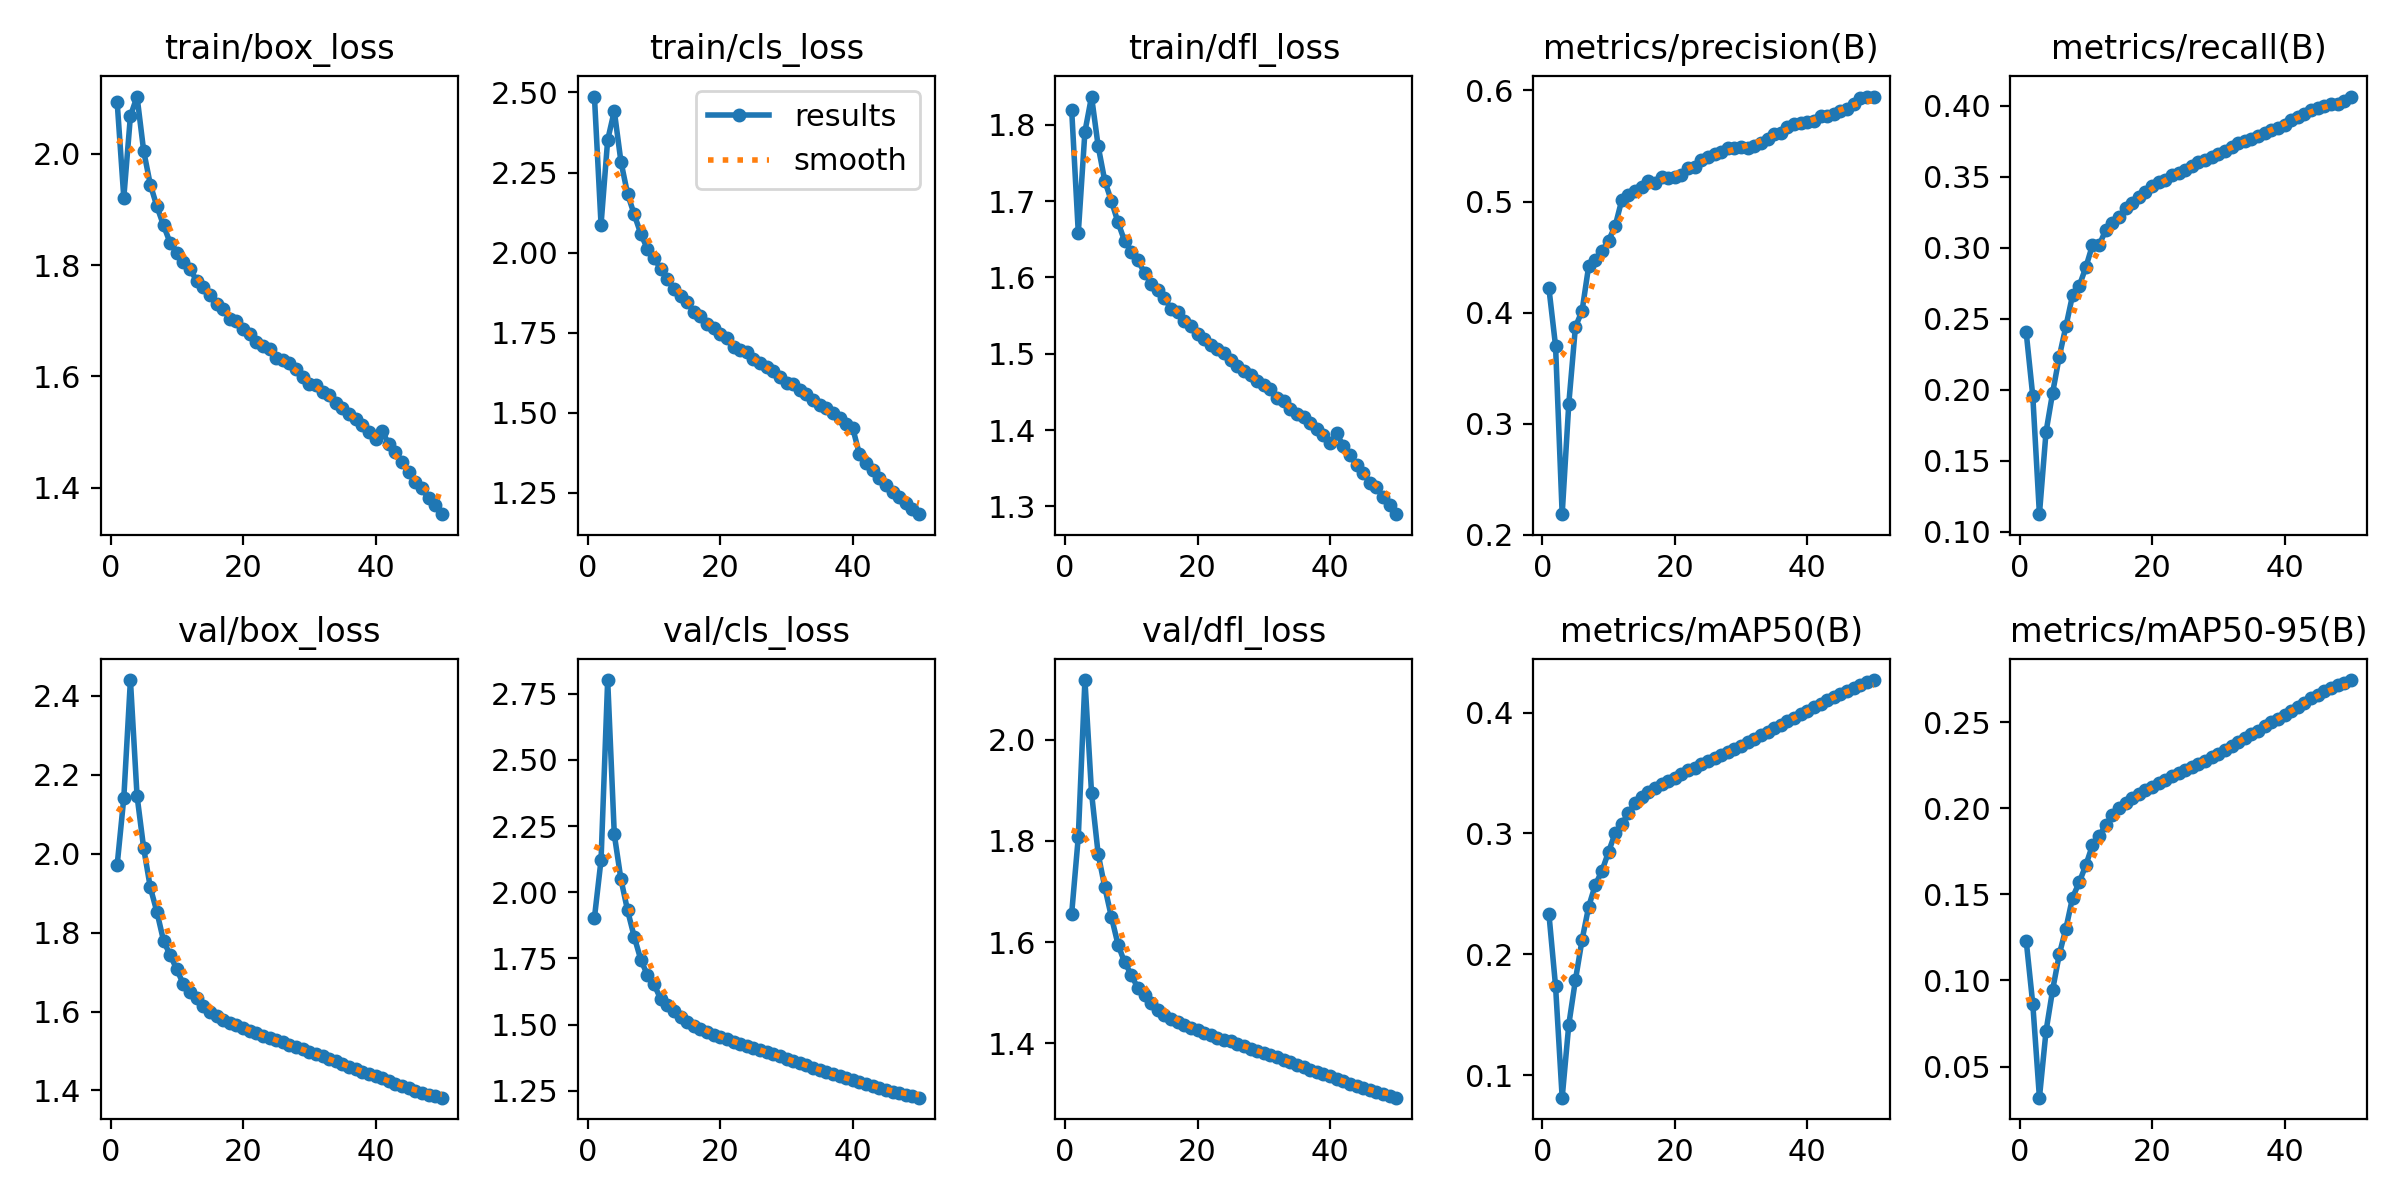 train/box_loss
2.0
1.8
1.6
1.4
0 20 40
train/cls_loss
results
smooth
2.50
2.25
2.00
1.75
1.50
1.25
0 20 40
train/dfl_loss
1.8
1.7
1.6
1.5
1.4
1.3
0 20 40
metrics/precision(B)
0.6
0.5
0.4
0.3
0.2
0 20 40
metrics/recall(B)
0.40
0.35
0.30
0.25
0.20
0.15
0.10
0 20 40
val/box_loss
2.4
2.2
2.0
1.8
1.6
1.4
0 20 40
val/cls_loss
2.75
2.50
2.25
2.00
1.75
1.50
1.25
0 20 40
val/dfl_loss
2.0
1.8
1.6
1.4
0 20 40
metrics/mAP50(B)
0.4
0.3
0.2
0.1
0 20 40
metrics/mAP50-95(B)
0.25
0.20
0.15
0.10
0.05
0 20 40